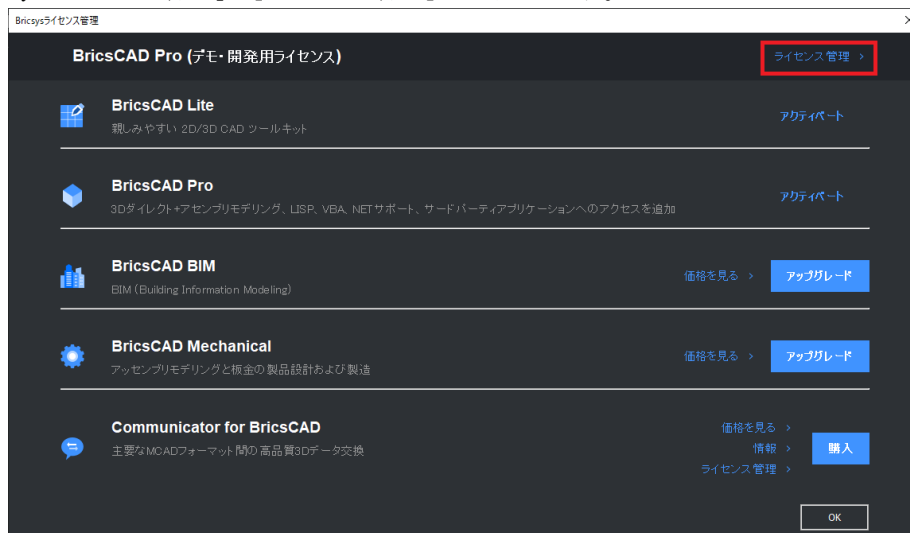 Bricsysライセンス管理
BricsCAD Pro (デモ・開発用ライセンス)
ライセンス管理 >
BricsCAD Lite
親しみやすい 2D/3D CAD ツールキット
アクティベート
BricsCAD Pro
3Dダイレクト+アセンブリモデリング、LISP、VBA、NETサポート、サードパーティアプリケーションへのアクセスを追加
アクティベート
BricsCAD BIM
BIM（Building Information Modeling）
価格を見る >
アップグレード
BricsCAD Mechanical
アッセンブリモデリングと板金の製品設計および製造
価格を見る >
アップグレード
Communicator for BricsCAD
主要なMCADフォーマット間の高品質3Dデータ交換
価格を見る >
情報 >
ライセンス管理 >
購入
OK